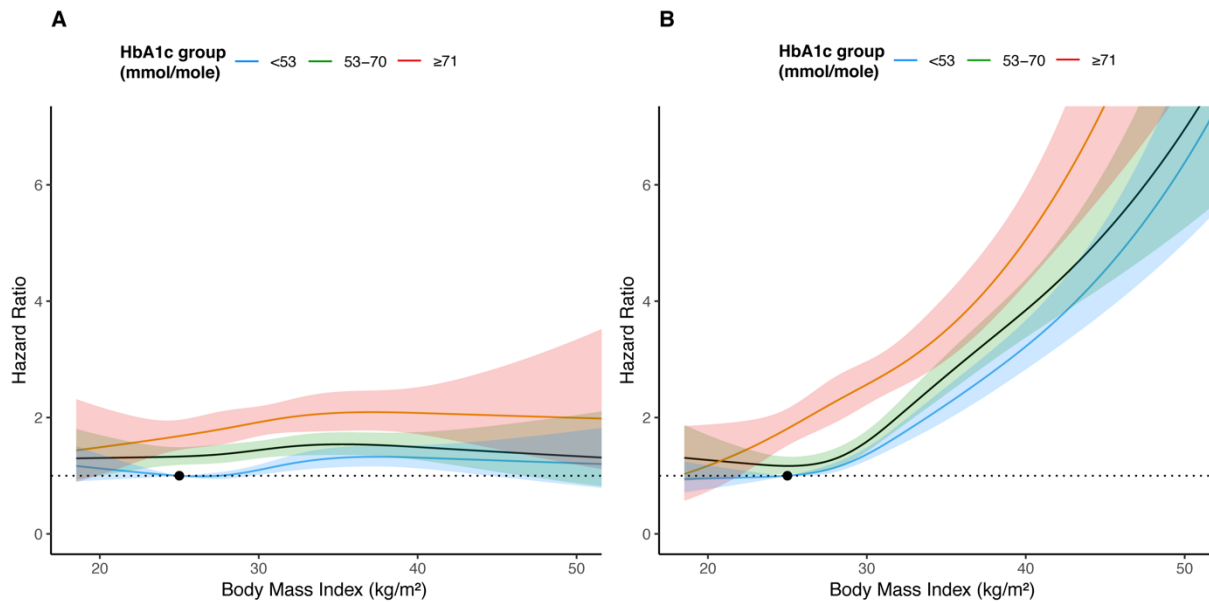 A
HbA1c group
(mmol/mole)
<53
53−70
≥71
Hazard Ratio
6
4
2
0
20
30
40
50
Body Mass Index (kg/m²)
B
HbA1c group
(mmol/mole)
<53
53−70
≥71
Hazard Ratio
6
4
2
0
20
30
40
50
Body Mass Index (kg/m²)